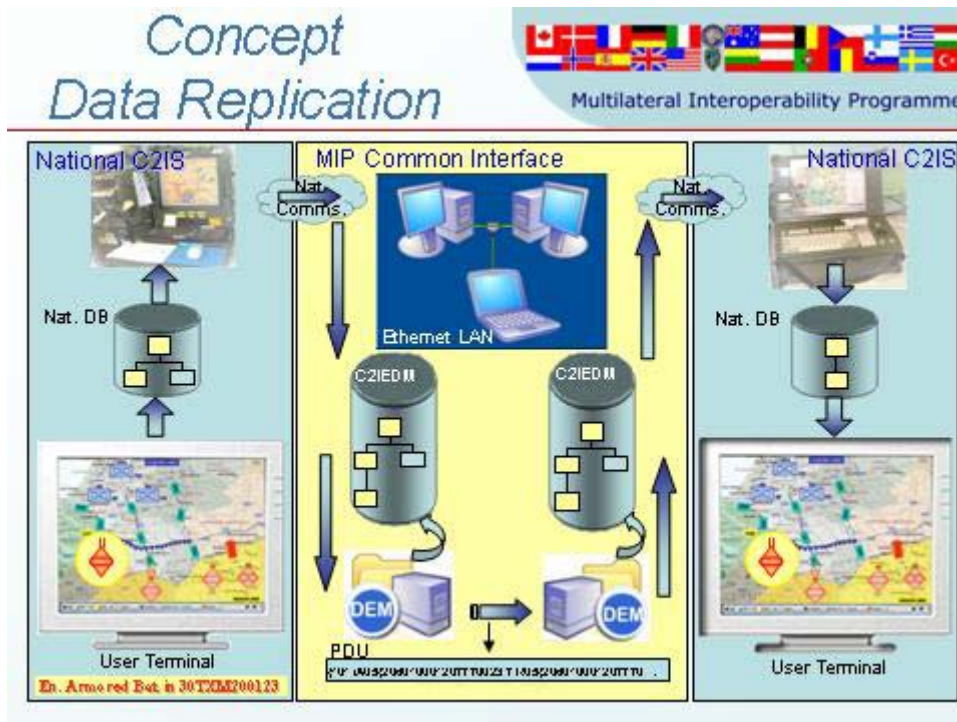 Concept
Data Replication
Multilateral Interoperability Programme
National C2IS
MIP Common Interface
National C2IS
Nat.
Comms.
Nat.
Comms.
Ethernet LAN
Nat. DB
Nat. DB
C2IEDM
C2IEDM
DEM
DEM
PDU
User Terminal
User Terminal
En. Armored Bat. in 30TXM200123